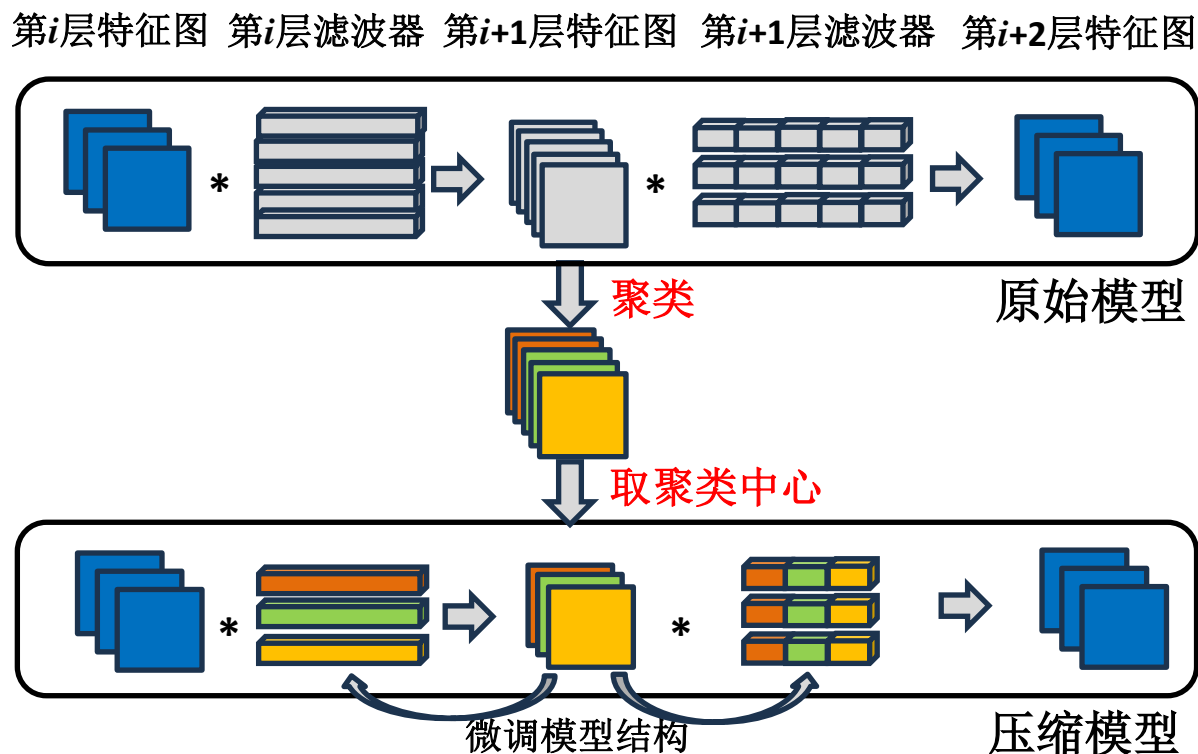 第i层特征图 第i层滤波器 第i+1层特征图 第i+1层滤波器 第i+2层特征图
* *
原始模型
聚类
取聚类中心
* *
微调模型结构
压缩模型